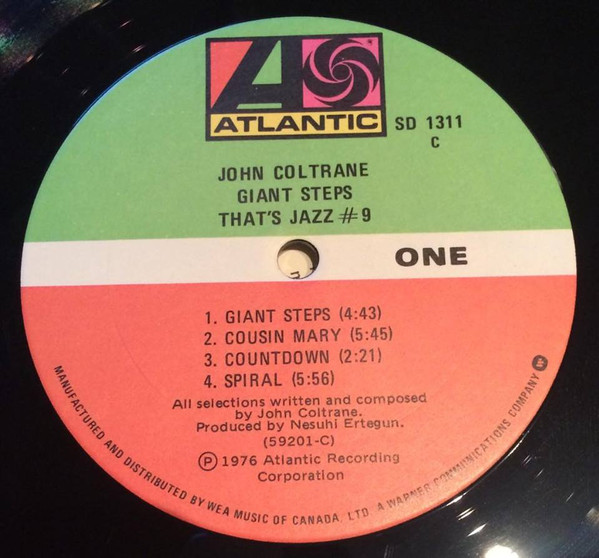 ATLANTIC
SD 1311
C
JOHN COLTRANE
GIANT STEPS
THAT'S JAZZ #9
ONE
1. GIANT STEPS (4:43)
2. COUSIN MARY (5:45)
3. COUNTDOWN (2:21)
4. SPIRAL (5:56)
All selections written and composed
by John Coltrane.
Produced by Nesuhi Ertegun.
(59201-C)
Ⓟ 1976 Atlantic Recording
Corporation
MANUFACTURED AND DISTRIBUTED BY WEA MUSIC OF CANADA, LTD. A WARNER COMMUNICATIONS COMPANY